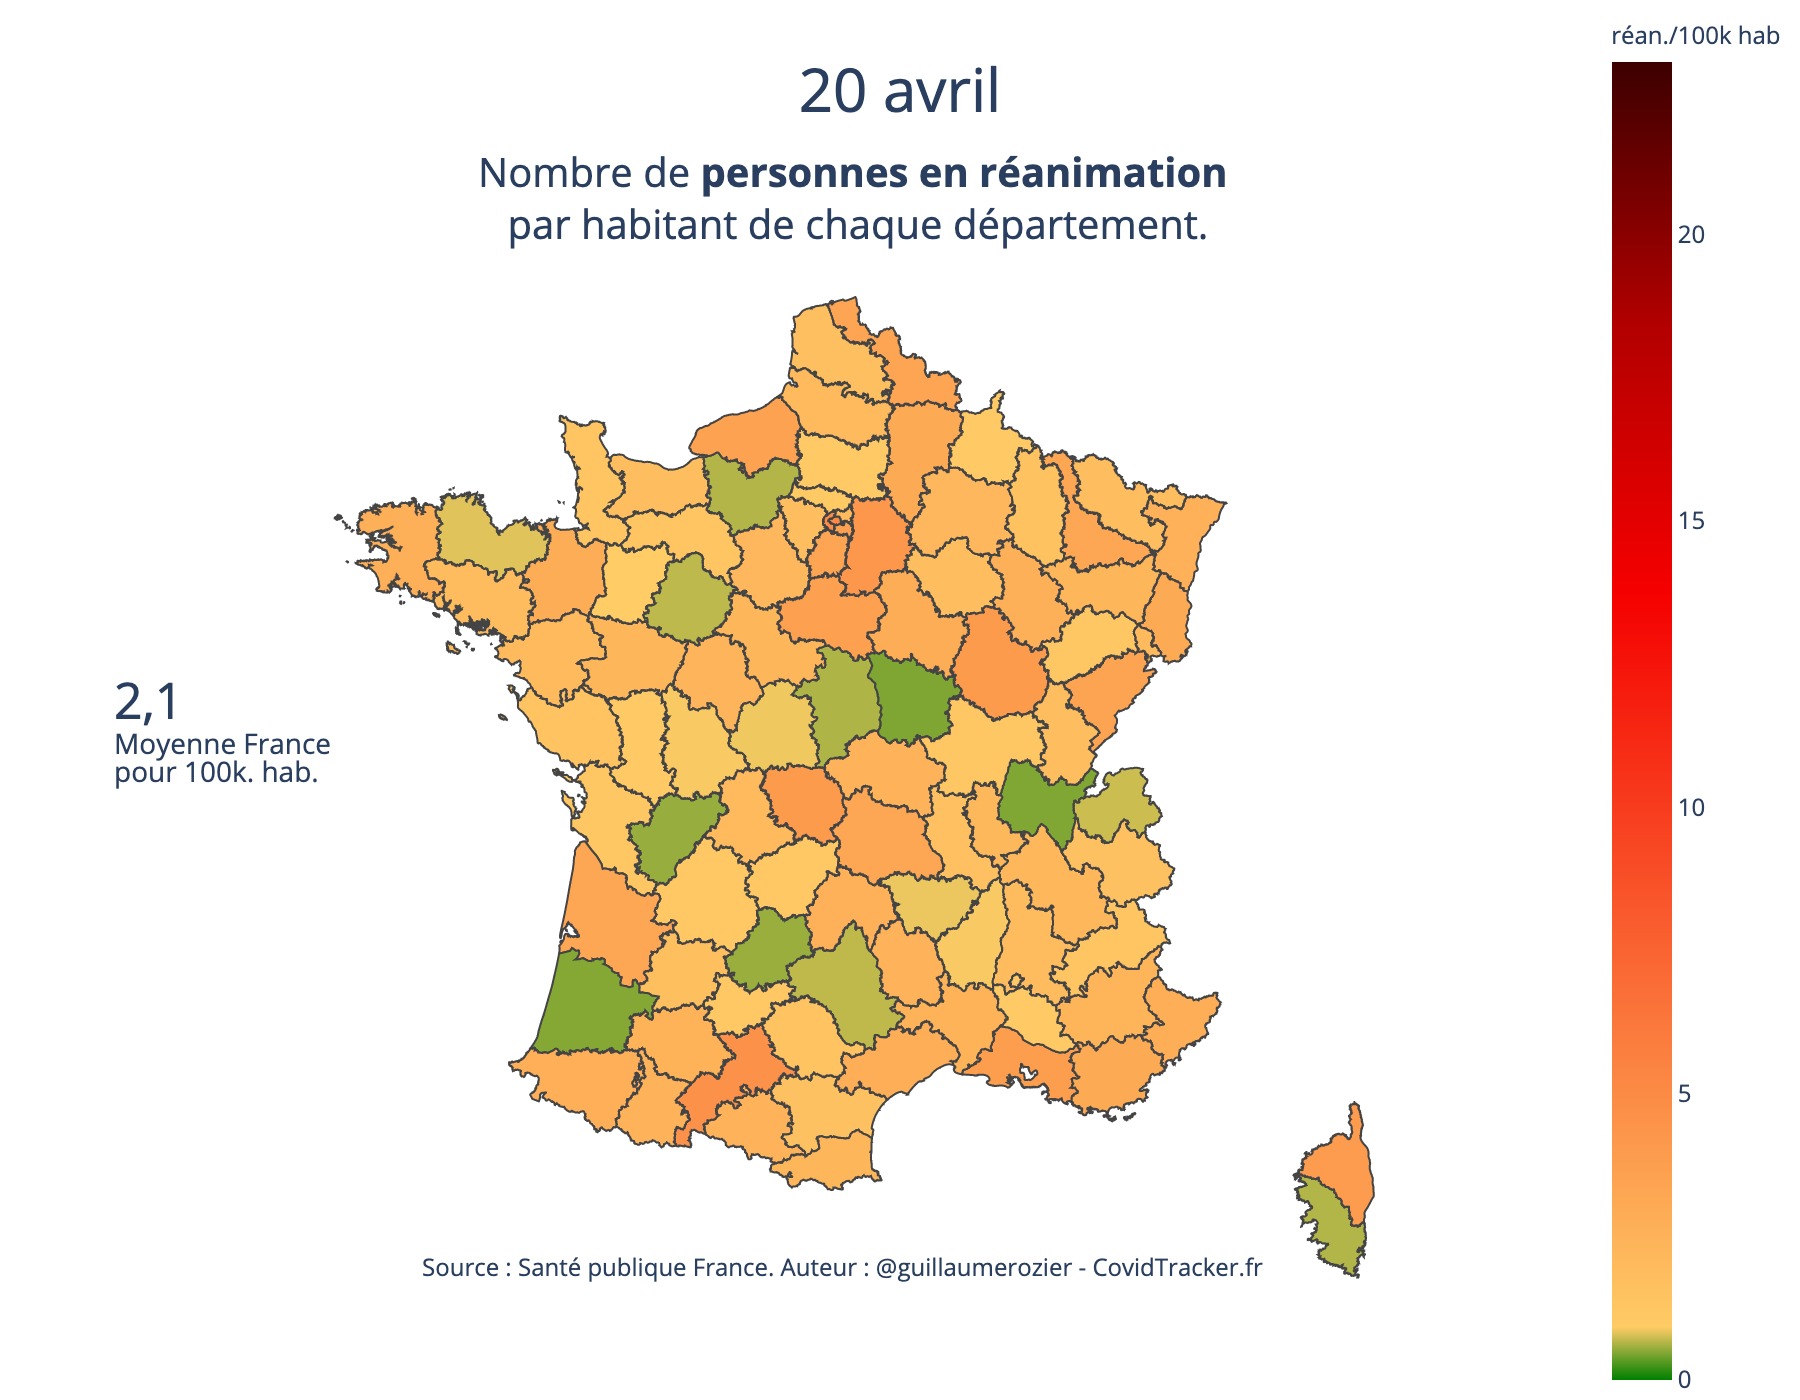 réan./100k hab
20 avril
Nombre de personnes en réanimation
par habitant de chaque département.
20
15
2,1
Moyenne France
pour 100k. hab.
10
5
Source : Santé publique France. Auteur : @guillaumerozier - CovidTracker.fr
0